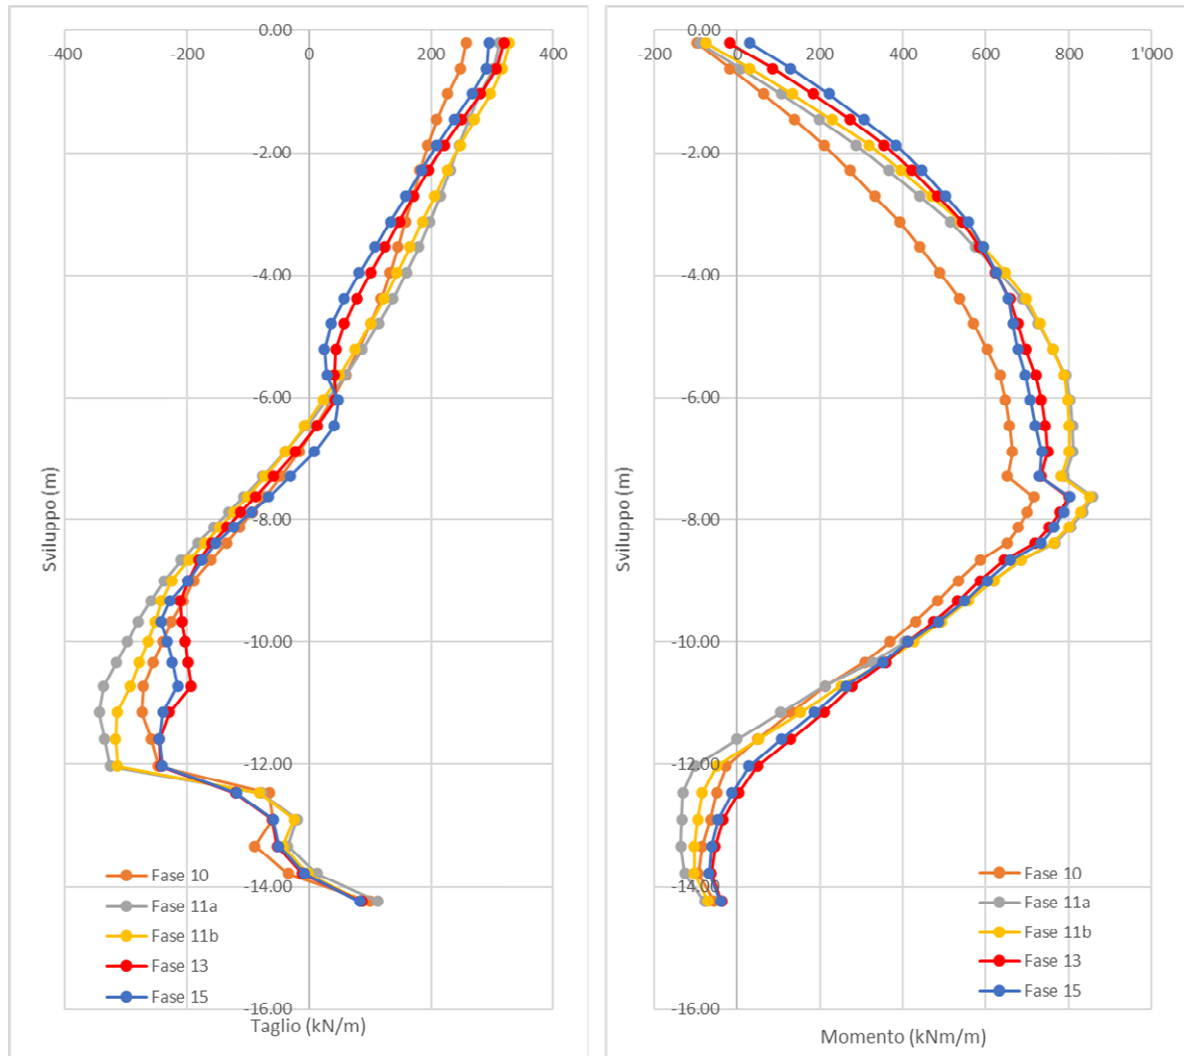 0.00
-400
-200
0
200
400
-2.00
-4.00
-6.00
-8.00
-10.00
-12.00
-14.00
-16.00
Sviluppo (m)
Fase 10
Fase 11a
Fase 11b
Fase 13
Fase 15
Taglio (kN/m)
0.00
-200
0
200
400
600
800
1'000
-2.00
-4.00
-6.00
-8.00
-10.00
-12.00
-14.00
-16.00
Sviluppo (m)
Fase 10
Fase 11a
Fase 11b
Fase 13
Fase 15
Momento (kNm/m)